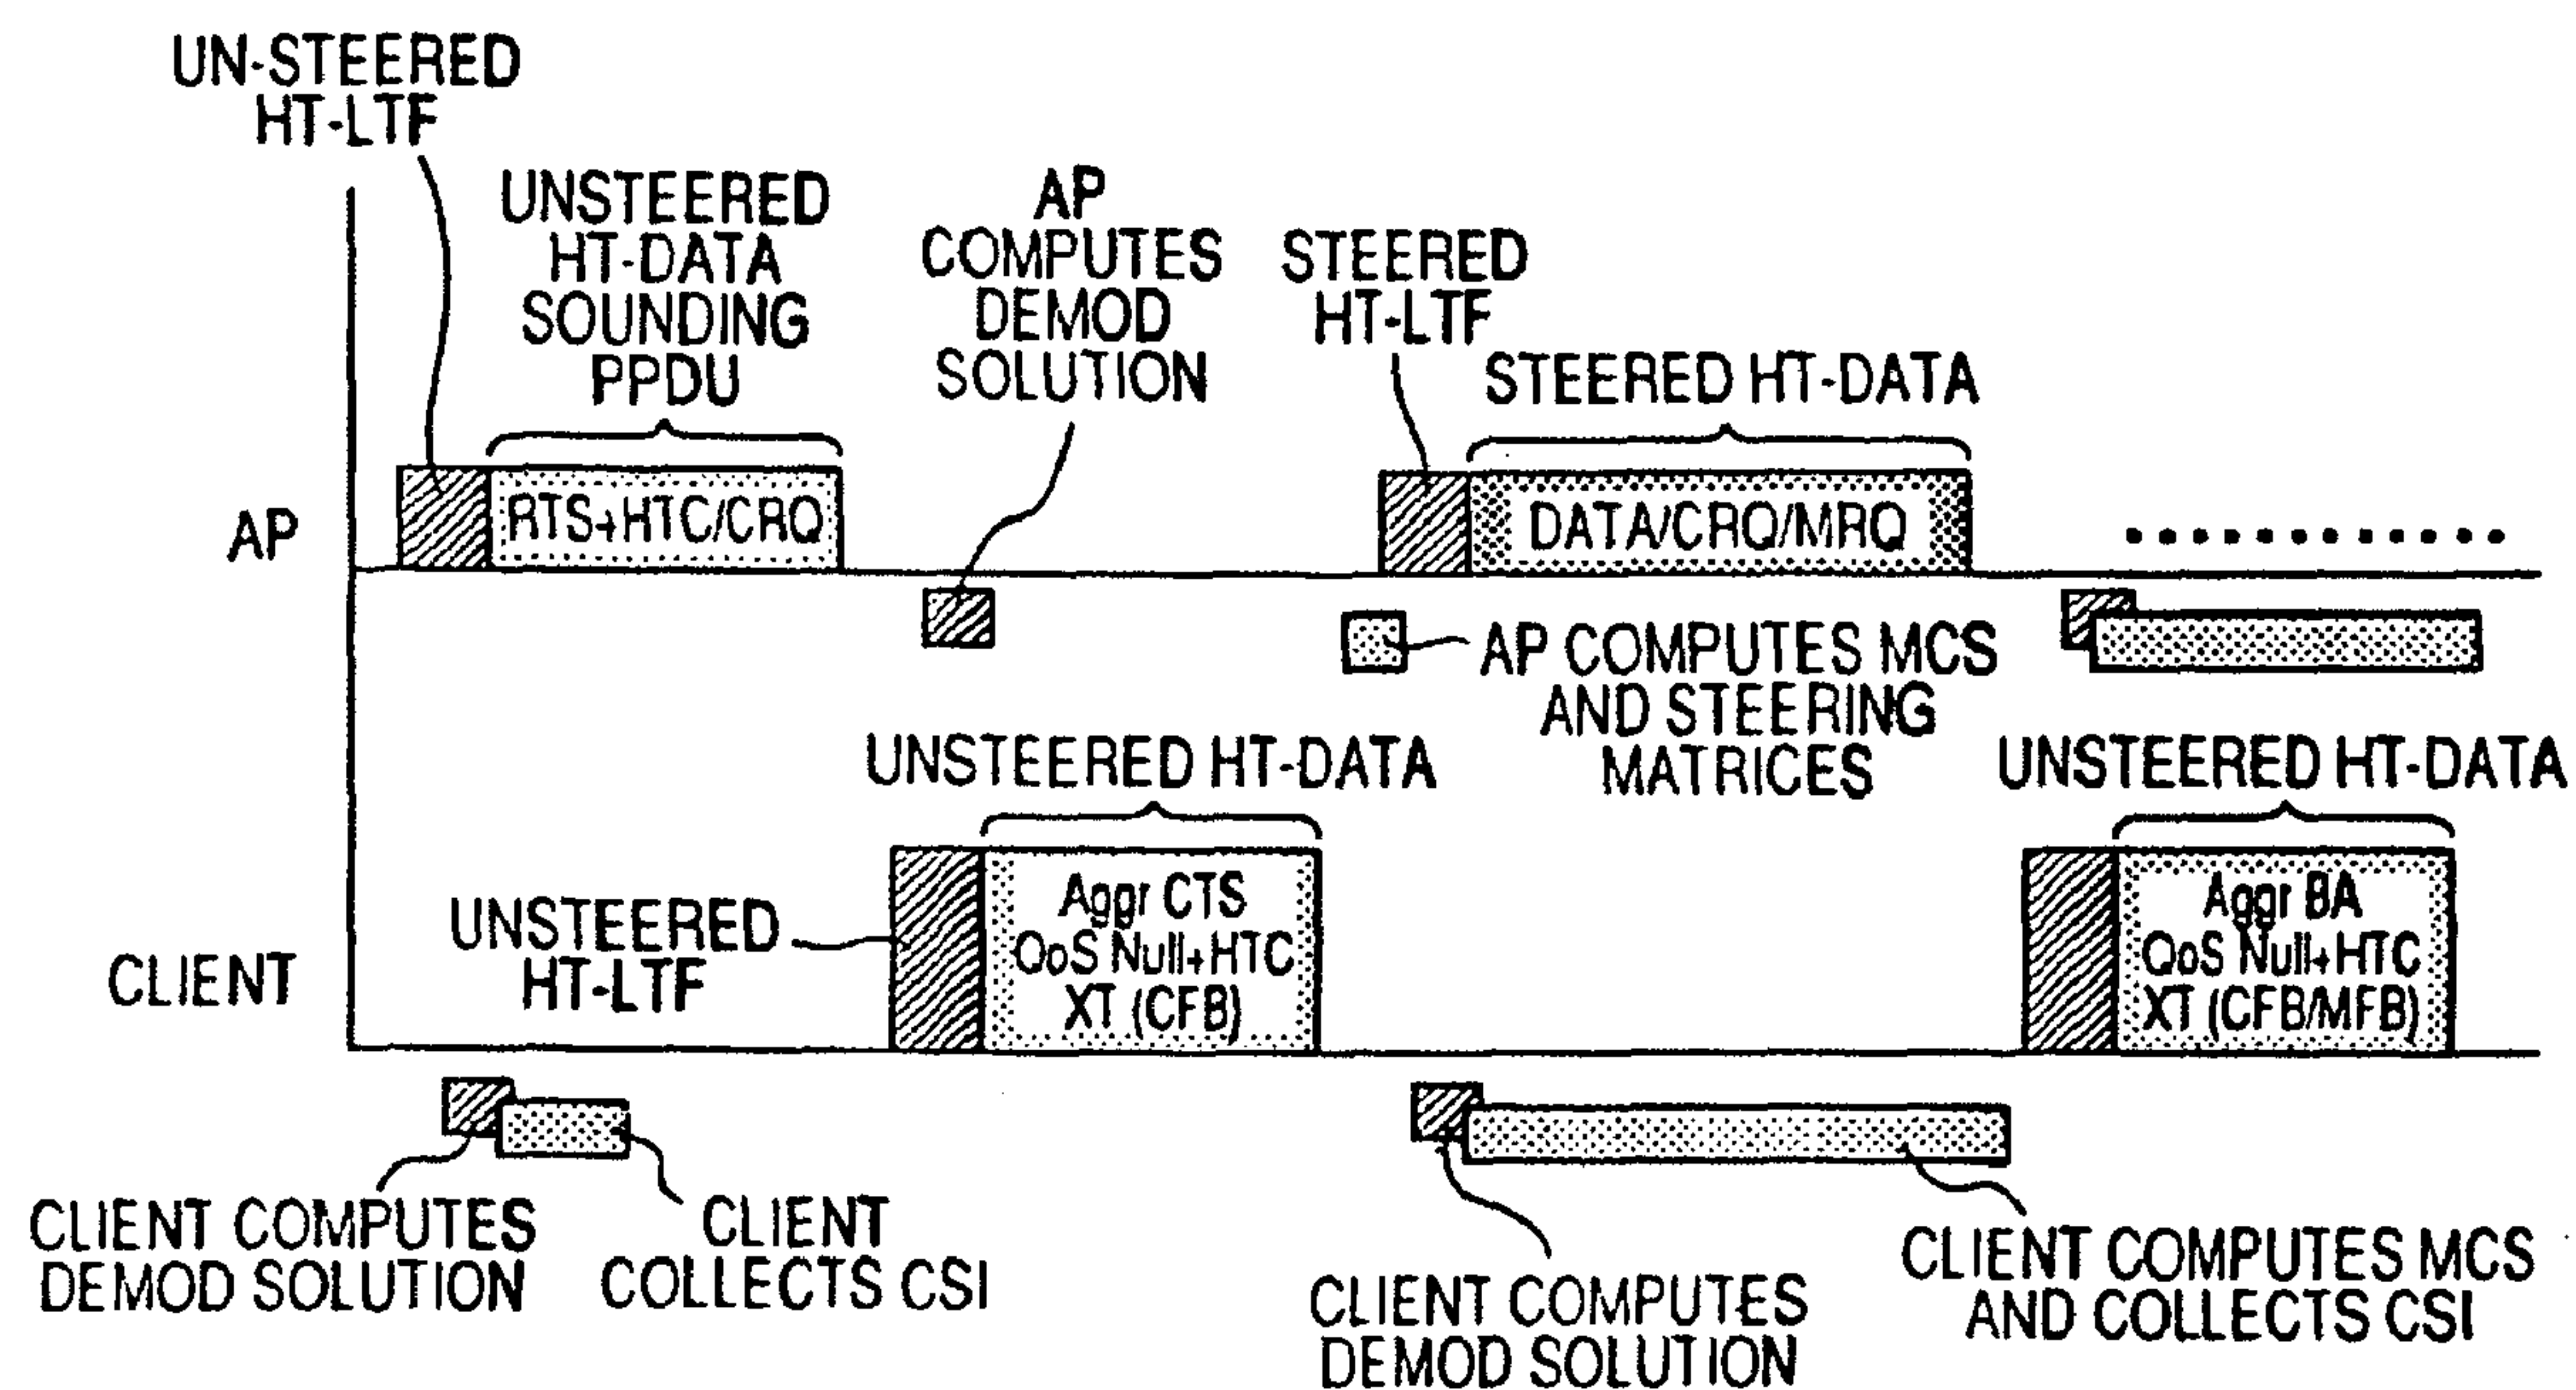 UN-STEERED
HT-LTF
UNSTEERED
HT-DATA
SOUNDING
PPDU
AP
COMPUTES
DEMOD
SOLUTION
STEERED
HT-LTF
STEERED HT-DATA
AP
RTS+HTC/CRQ
DATA/CRQ/MRQ
AP COMPUTES MCS
AND STEERING
MATRICES
UNSTEERED HT-DATA
UNSTEERED HT-DATA
CLIENT
UNSTEERED
HT-LTF
Aggr CTS
QoS Null+HTC
XT (CFB)
Aggr BA
QoS Null+HTC
XT (CFB/MFB)
CLIENT COMPUTES
DEMOD SOLUTION
CLIENT
COLLECTS CSI
CLIENT COMPUTES
DEMOD SOLUTION
CLIENT COMPUTES MCS
AND COLLECTS CSI